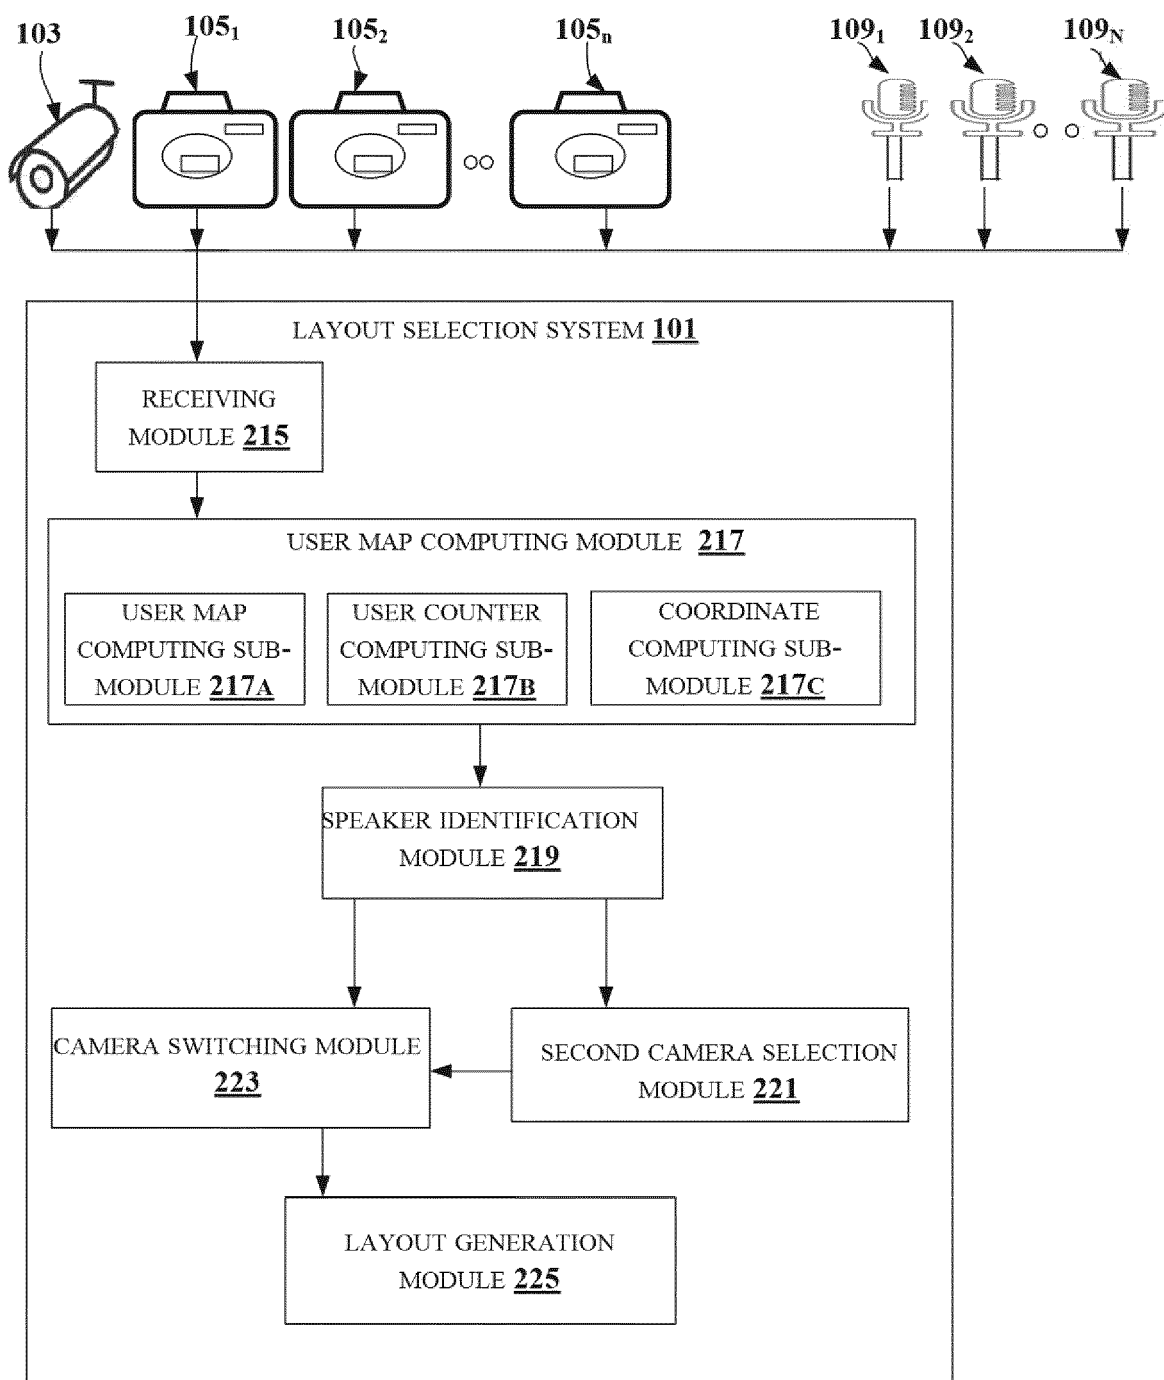 103 105₁ 105₂ 105ₙ 109₁ 109₂ 109_N
LAYOUT SELECTION SYSTEM 101
RECEIVING
MODULE 215
USER MAP COMPUTING MODULE 217
USER MAP
COMPUTING SUB-
MODULE 217A
USER COUNTER
COMPUTING SUB-
MODULE 217B
COORDINATE
COMPUTING SUB-
MODULE 217C
SPEAKER IDENTIFICATION
MODULE 219
CAMERA SWITCHING MODULE
223
SECOND CAMERA SELECTION
MODULE 221
LAYOUT GENERATION
MODULE 225